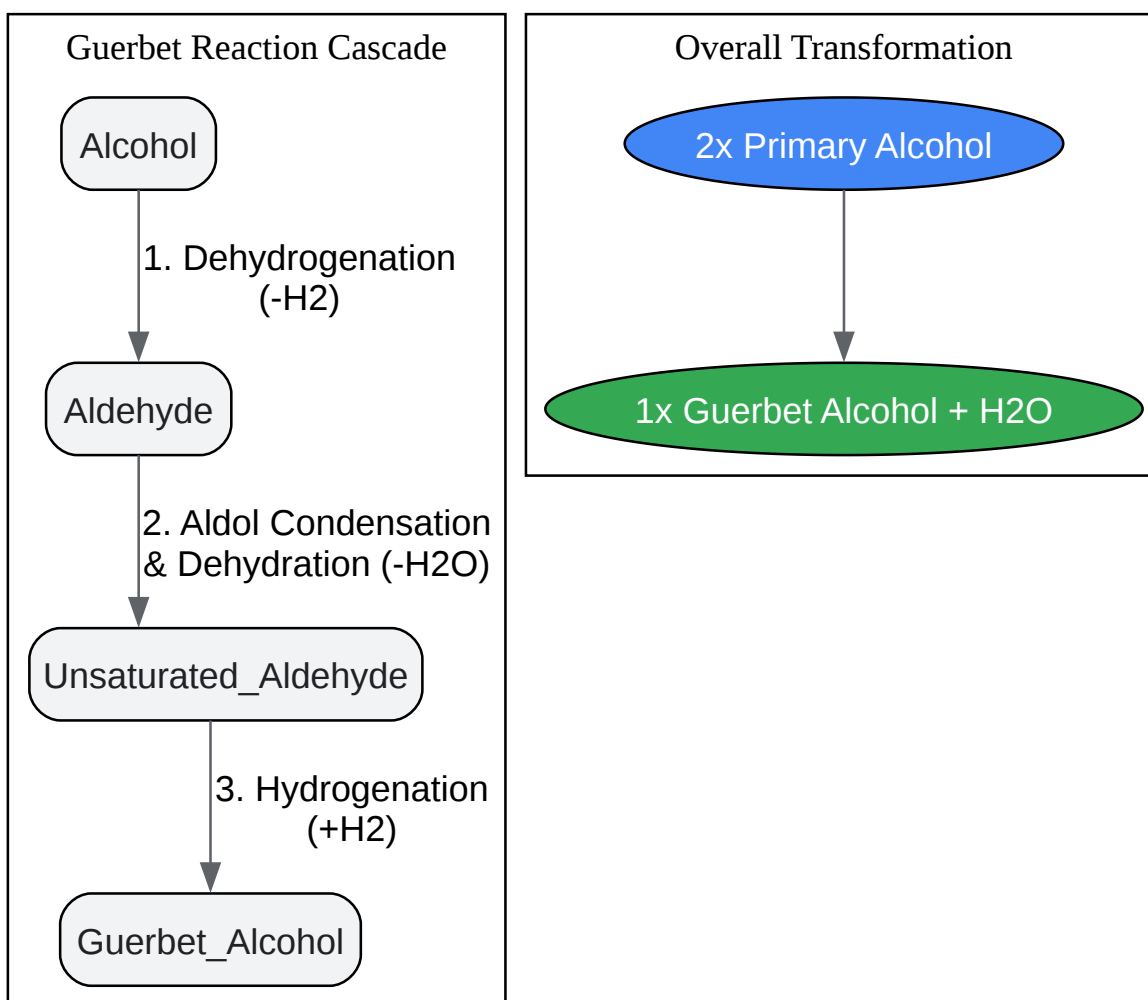 Guerbet Reaction Cascade
Alcohol
1. Dehydrogenation
(-H2)
Aldehyde
2. Aldol Condensation
& Dehydration (-H2O)
Unsaturated_Aldehyde
3. Hydrogenation
(+H2)
Guerbet_Alcohol
Overall Transformation
2x Primary Alcohol
1x Guerbet Alcohol + H2O